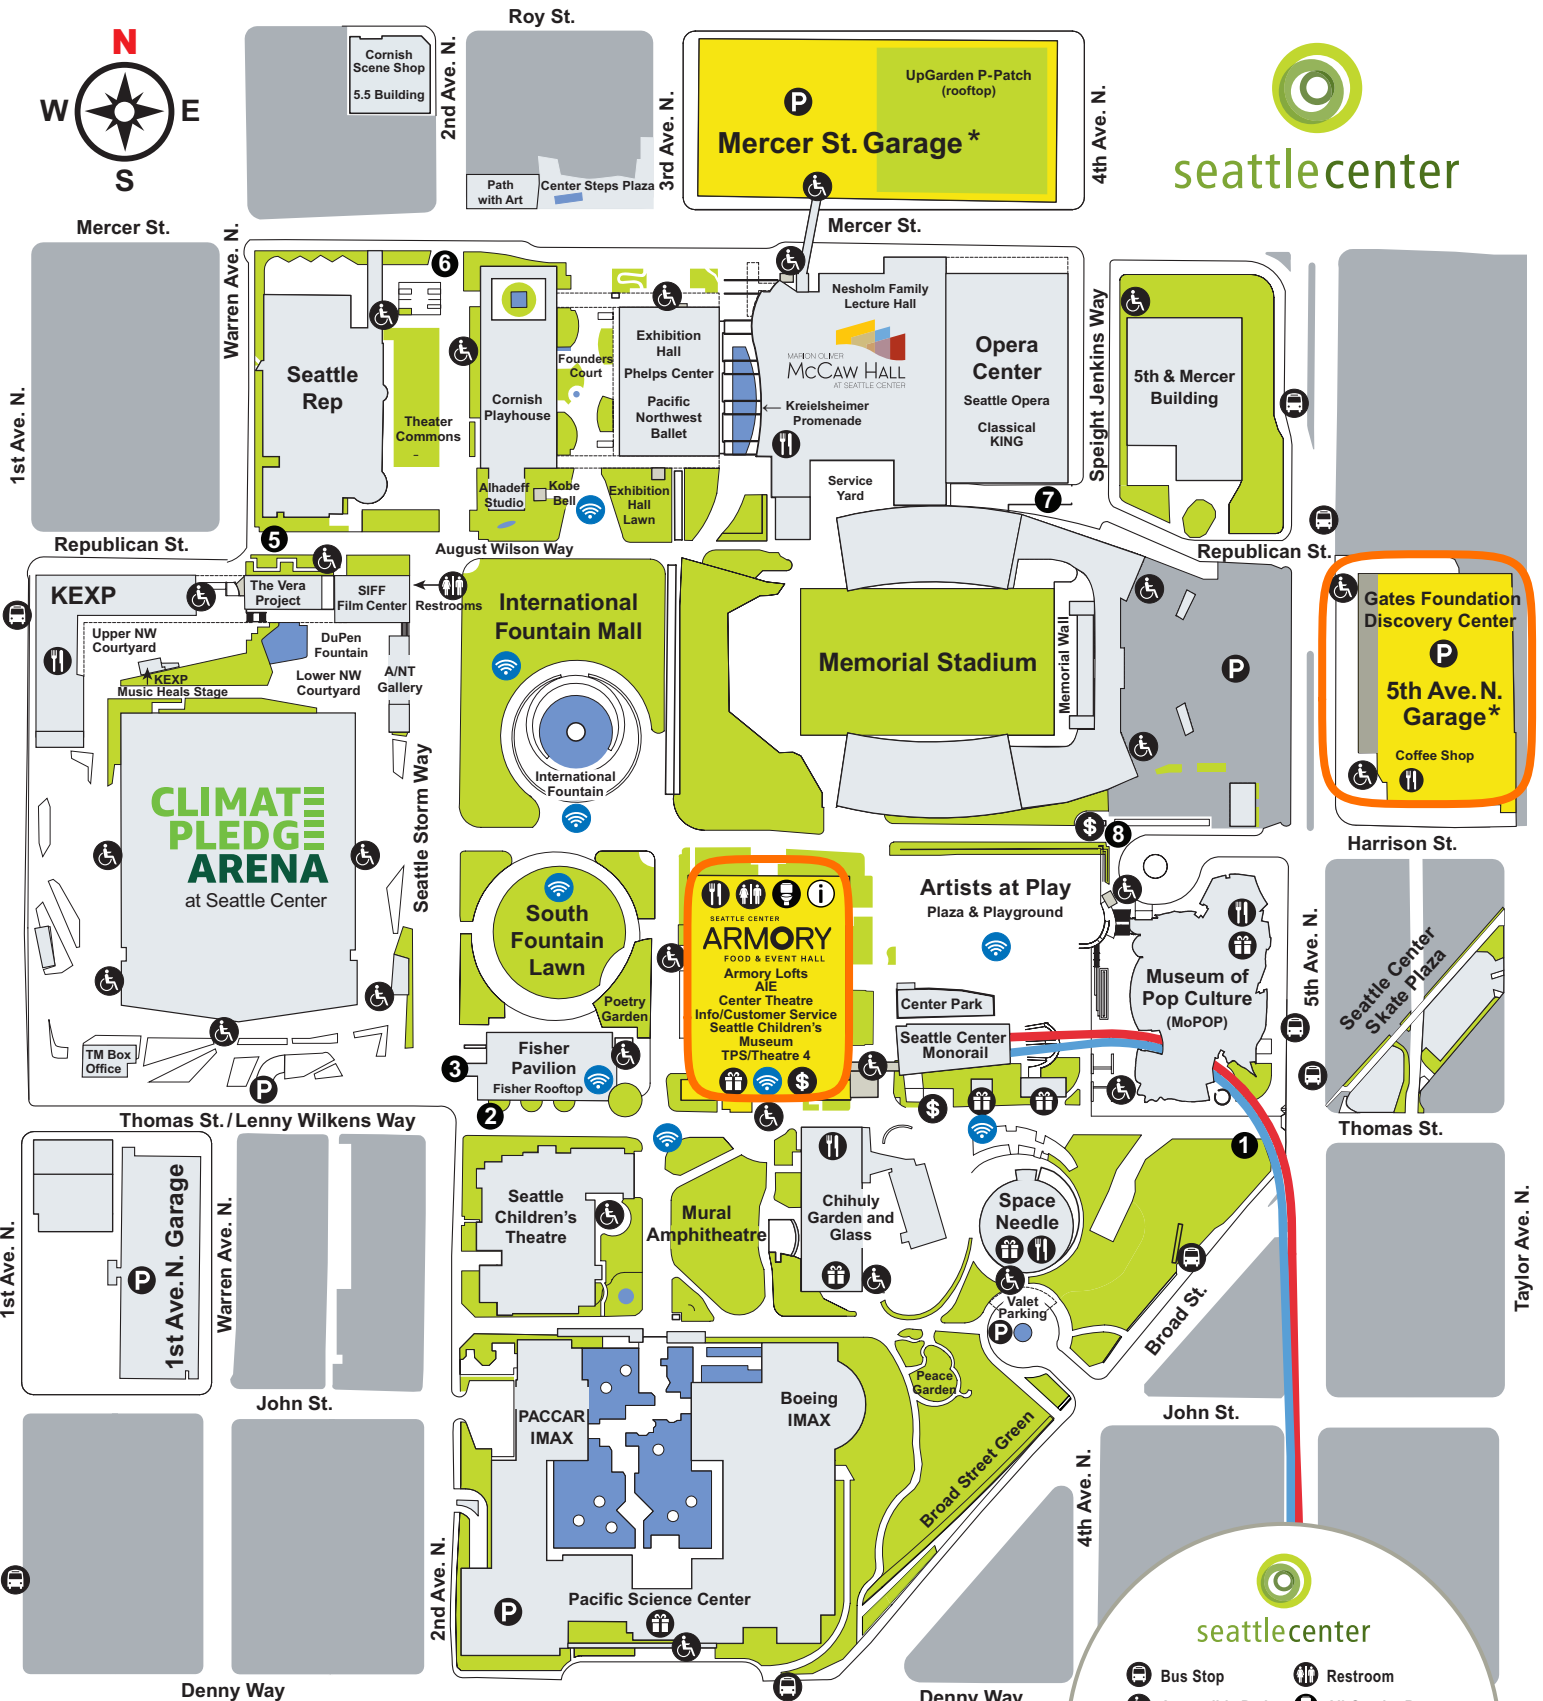 Roy St.
N
W
E
S
Cornish
Scene Shop
5.5 Building
2nd Ave. N.
Path
with Art
Center Steps Plaza
3rd Ave. N.
P
UpGarden P-Patch
(rooftop)
Mercer St. Garage*
4th Ave. N.
seattlecenter
Mercer St.
Mercer St.
Warren Ave. N.
1st Ave. N.
6
Seattle
Rep
Theater
Commons
Cornish
Playhouse
Founders
Court
Alhadeff
Studio
Kobe
Bell
Exhibition
Hall
Phelps Center
Pacific
Northwest
Ballet
Exhibition
Hall
Lawn
Nesholm Family
Lecture Hall
MARION OLIVER
McCAW HALL
AT SEATTLE CENTER
Kreielsheimer
Promenade
Opera
Center
Seattle Opera
Classical
KING
Service
Yard
7
Speight Jenkins Way
5th & Mercer
Building
Republican St.
5
August Wilson Way
Republican St.
KEXP
The Vera
Project
SIFF
Film Center
Restrooms
Upper NW
Courtyard
DuPen
Fountain
KEXP
Music Heals Stage
Lower NW
Courtyard
A/NT
Gallery
International
Fountain Mall
International
Fountain
Memorial Stadium
Memorial Wall
P
Gates Foundation
Discovery Center
P
5th Ave. N.
Garage*
Coffee Shop
CLIMATE
PLEDGE
ARENA
at Seattle Center
Seattle Storm Way
$
8
Harrison St.
South
Fountain
Lawn
Poetry
Garden
i
SEATTLE CENTER
ARMORY
FOOD & EVENT HALL
Armory Lofts
AIE
Center Theatre
Info/Customer Service
Seattle Children's
Museum
TPS/Theatre 4
$
Artists at Play
Plaza & Playground
Center Park
Seattle Center
Monorail
$
Museum of
Pop Culture
(MoPOP)
5th Ave. N.
Seattle Center
Skate Plaza
TM Box
Office
P
3
Fisher
Pavilion
Fisher Rooftop
2
Thomas St. / Lenny Wilkens Way
1
Thomas St.
1st Ave. N.
1st Ave. N. Garage
P
Warren Ave. N.
Seattle
Children's
Theatre
Mural
Amphitheatre
Chihuly
Garden and
Glass
Space
Needle
Valet
Parking
P
Broad St.
Taylor Ave. N.
John St.
John St.
PACCAR
IMAX
Boeing
IMAX
Peace
Garden
Broad Street Green
4th Ave. N.
2nd Ave. N.
P
Pacific Science Center
Denny Way
Denny Way
seattlecenter
Bus Stop
Restroom